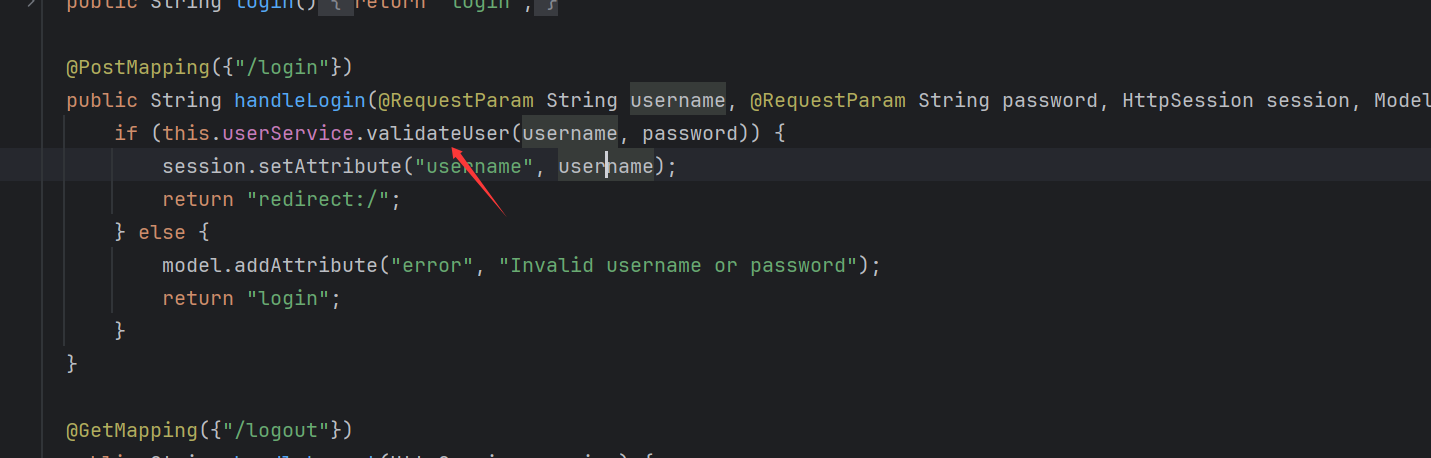 public String login() { return "login"; }
@PostMapping({"/login"})
public String handleLogin(@RequestParam String username, @RequestParam String password, HttpSession session, Model
if (this.userService.validateUser(username, password)) {
session.setAttribute("username", username);
return "redirect:/";
} else {
model.addAttribute("error", "Invalid username or password");
return "login";
}
}
@GetMapping({"/logout"})